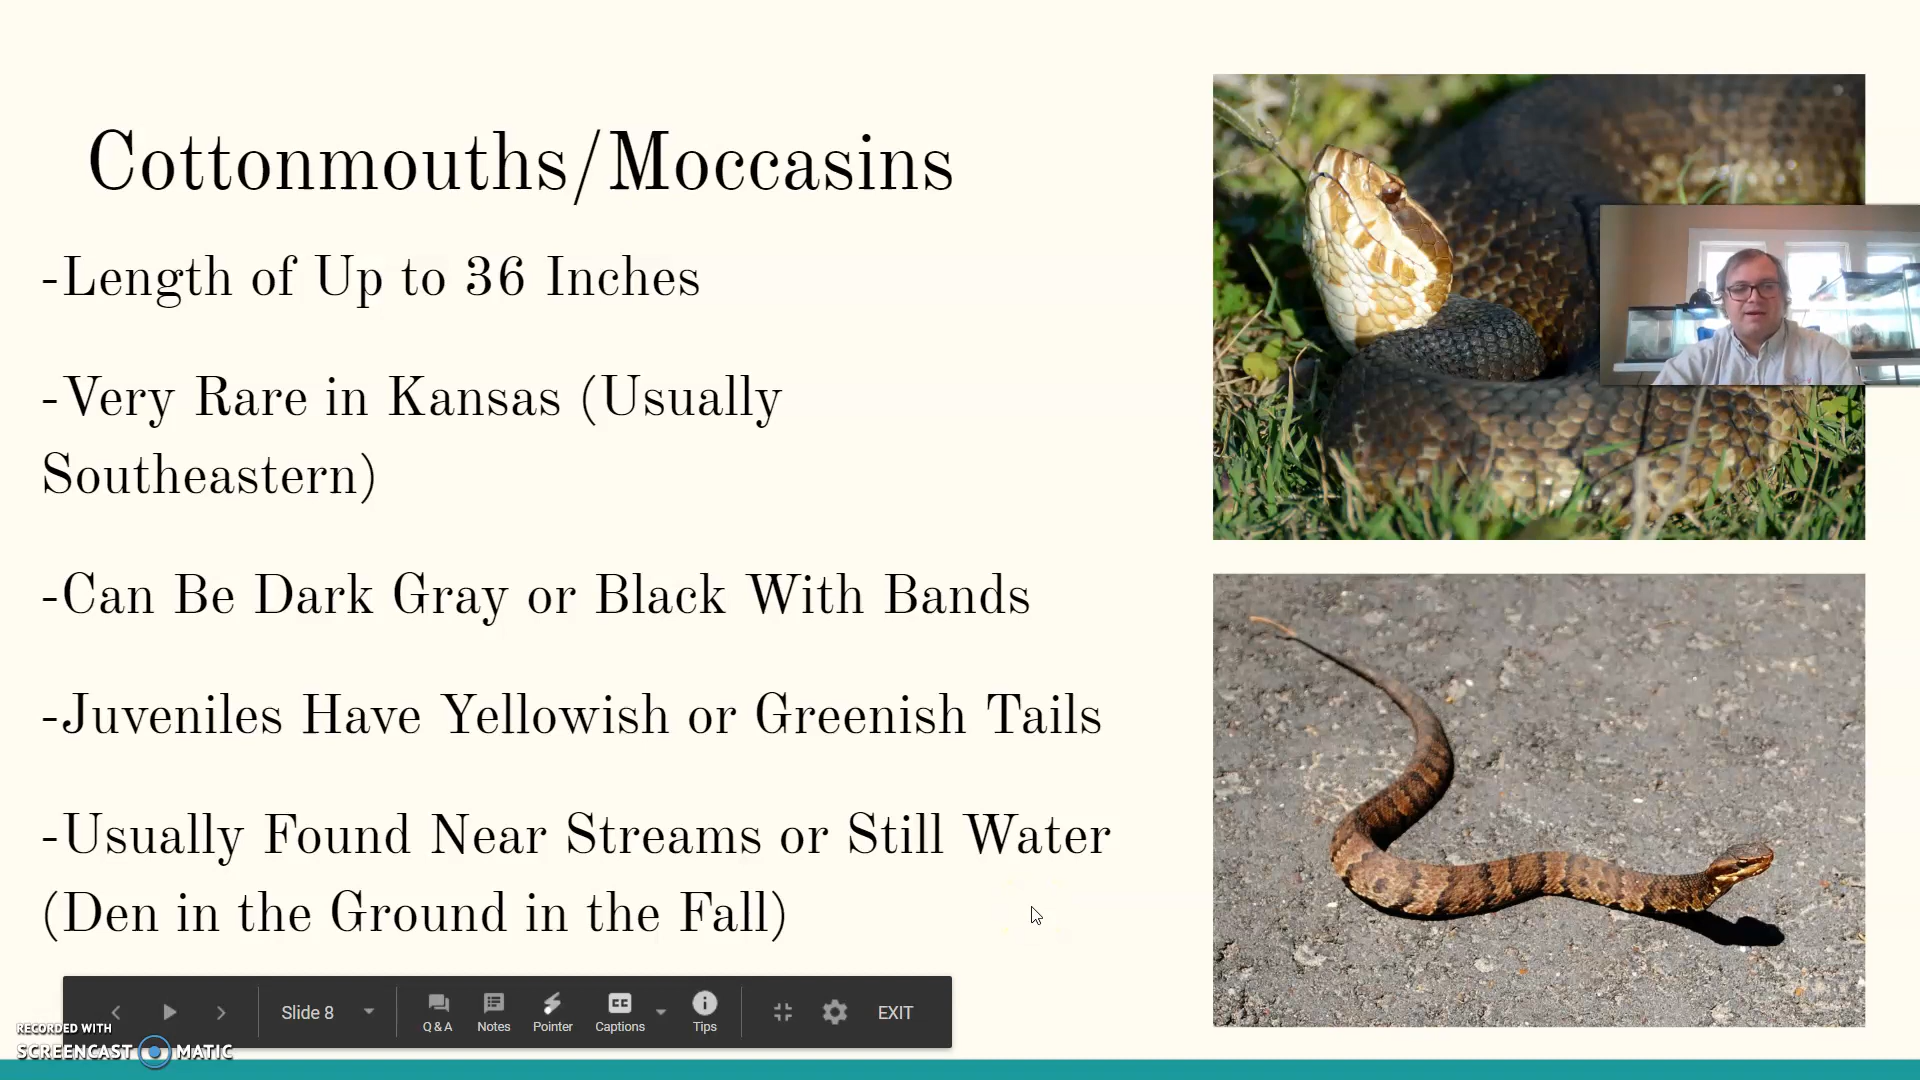 Cottonmouths/Moccasins
-Length of Up to 36 Inches
-Very Rare in Kansas (Usually
Southeastern)
-Can Be Dark Gray or Black With Bands
-Juveniles Have Yellowish or Greenish Tails
-Usually Found Near Streams or Still Water
(Den in the Ground in the Fall)
Slide 8
Q & A
Notes
Pointer
CC
Captions
Tips
EXIT
RECORDED WITH
SCREENCAST MATIC